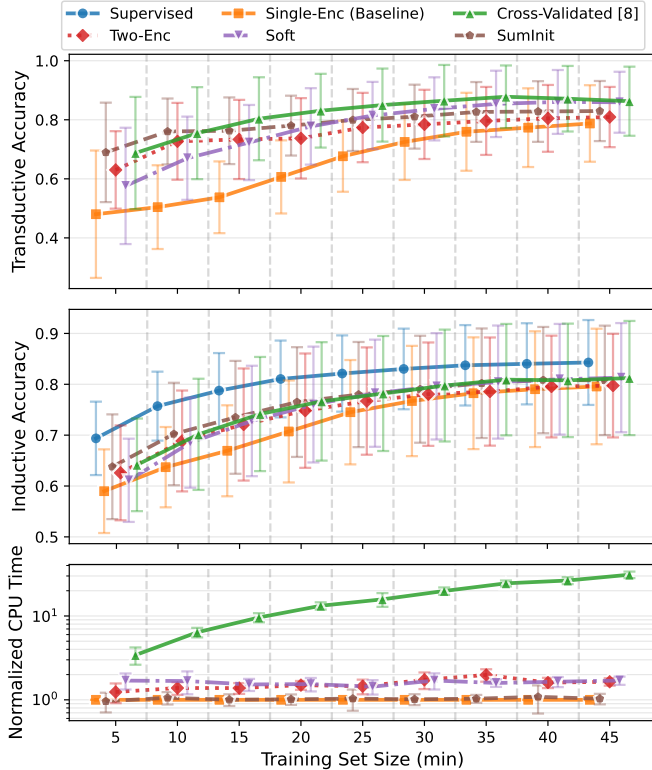 Supervised
Single-Enc (Baseline)
Cross-Validated [8]
Two-Enc
Soft
SumInit
Transductive Accuracy
1.0
0.8
0.6
0.4
Inductive Accuracy
0.9
0.8
0.7
0.6
0.5
Normalized CPU Time
10¹
10⁰
5
10
15
20
25
30
35
40
45
Training Set Size (min)